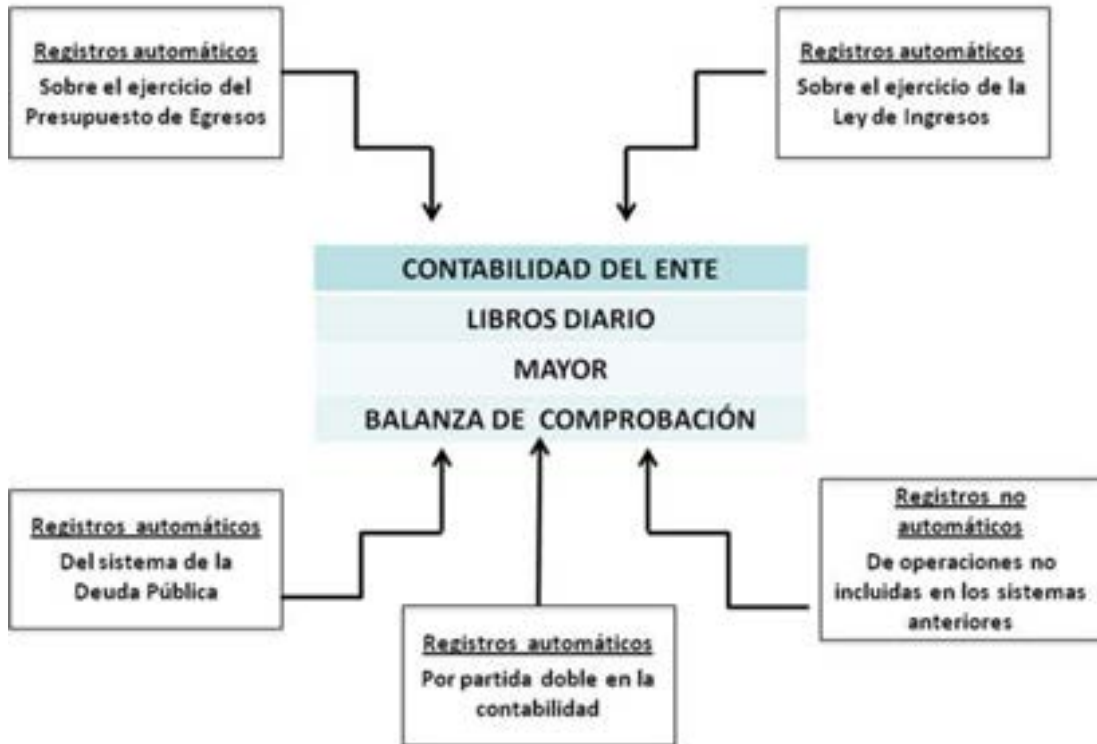 Registros automáticos
Sobre el ejercicio del
Presupuesto de Egresos
Registros automáticos
Sobre el ejercicio de la
Ley de Ingresos
CONTABILIDAD DEL ENTE
LIBROS DIARIO
MAYOR
BALANZA DE COMPROBACIÓN
Registros automáticos
Del sistema de la
Deuda Pública
Registros automáticos
Por partida doble en la
contabilidad
Registros no
automáticos
De operaciones no
incluidas en los sistemas
anteriores